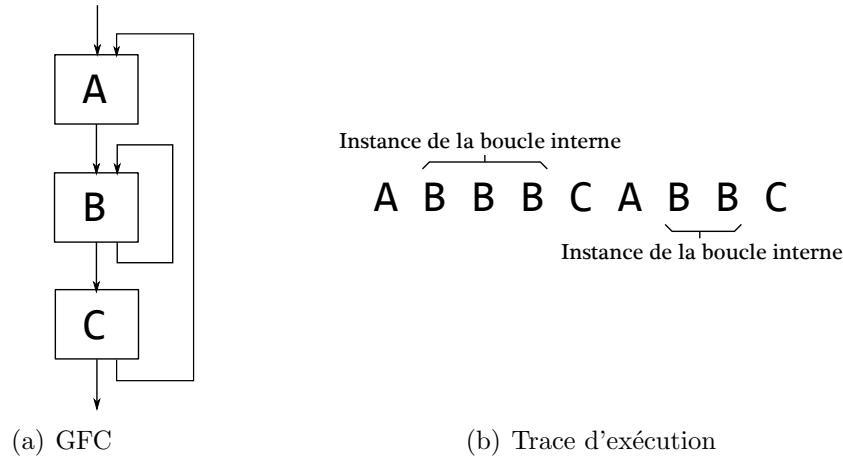 A
B
C
Instance de la boucle interne
A B B B C A B B C
Instance de la boucle interne
(a) GFC
(b) Trace d'exécution